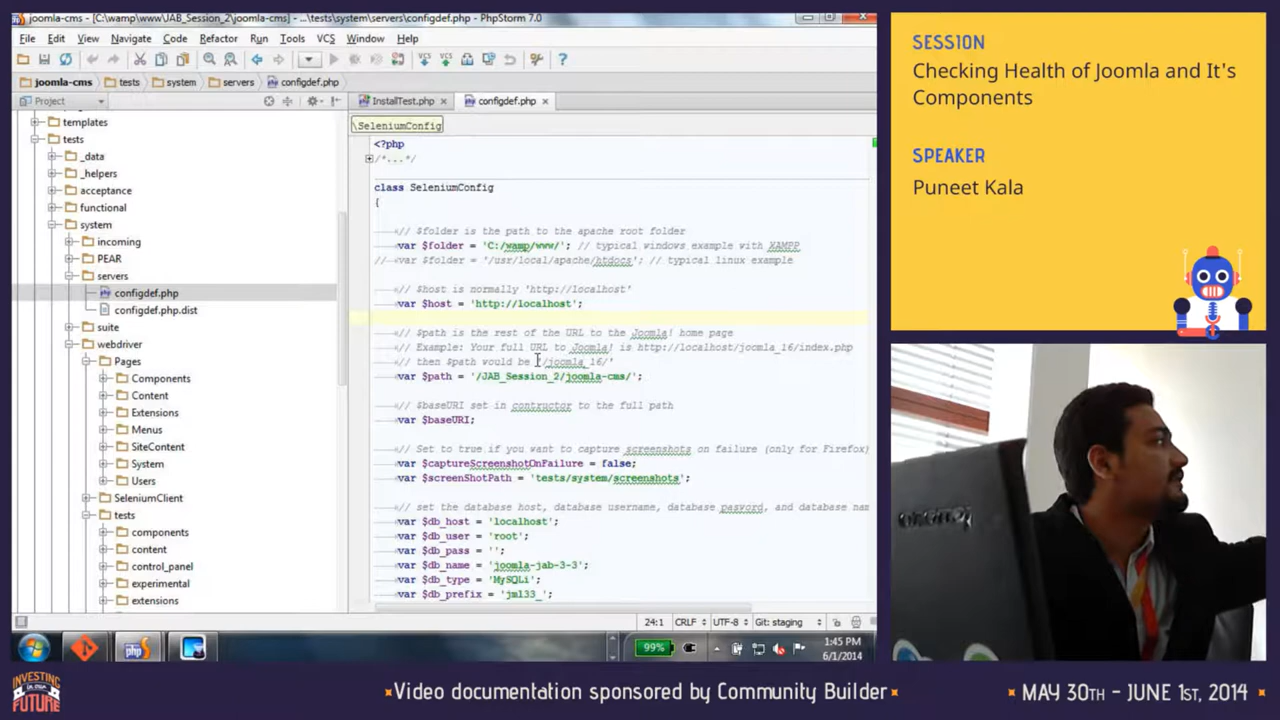 joomla-cms - [C:\wamp\www\JAB_Session_2\joomla-cms] - ...\tests\system\servers\configdef.php - PhpStorm 7.0
File Edit View Navigate Code Refactor Run Tools VCS Window Help
joomla-cms tests system servers configdef.php
Project
InstallTest.php configdef.php
\SeleniumConfig
templates
tests
_data
_helpers
acceptance
functional
system
incoming
PEAR
servers
configdef.php
configdef.php.dist
suite
webdriver
Pages
Components
Content
Extensions
Menus
SiteContent
System
Users
SeleniumClient
tests
components
content
control_panel
experimental
extensions
<?php
/*...*/
class SeleniumConfig
{
// $folder is the path to the apache root folder
var $folder = 'C:/wamp/www/'; // typical windows example with XAMPP
// var $folder = '/usr/local/apache/htdocs'; // typical linux example
// $host is normally 'http://localhost'
var $host = 'http://localhost';
// $path is the rest of the URL to the Joomla! home page
// Example: Your full URL to Joomla! is http://localhost/joomla_16/index.php
// then $path would be '/joomla_16/'
var $path = '/JAB_Session_2/joomla-cms/';
// $baseURI set in contructor to the full path
var $baseURI;
// Set to true if you want to capture screenshots on failure (only for Firefox)
var $captureScreenshotOnFailure = false;
var $screenShotPath = 'tests/system/screenshots';
// set the database host, database username, database pasword, and database nam
var $db_host = 'localhost';
var $db_user = 'root';
var $db_pass = '';
var $db_name = 'joomla-jab-3-3';
var $db_type = 'MySQLi';
var $db_prefix = 'jml33_';
24:1 CRLF UTF-8 Git: staging
99%
1:45 PM
6/1/2014
SESSION
Checking Health of Joomla and It's
Components
SPEAKER
Puneet Kala
lenovo
INVESTING
IN THE
FUTURE
Video documentation sponsored by Community Builder
MAY 30TH - JUNE 1ST, 2014